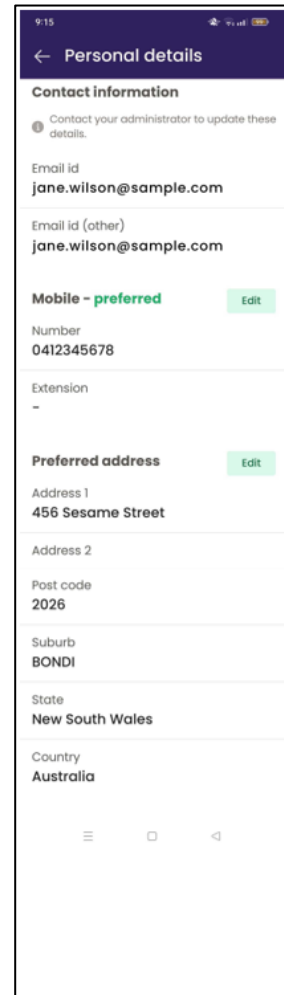 9:15
← Personal details
Contact information
Contact your administrator to update these
details.
Email id
jane.wilson@sample.com
Email id (other)
jane.wilson@sample.com
Mobile - preferred Edit
Number
0412345678
Extension
-
Preferred address Edit
Address 1
456 Sesame Street
Address 2
Post code
2026
Suburb
BONDI
State
New South Wales
Country
Australia